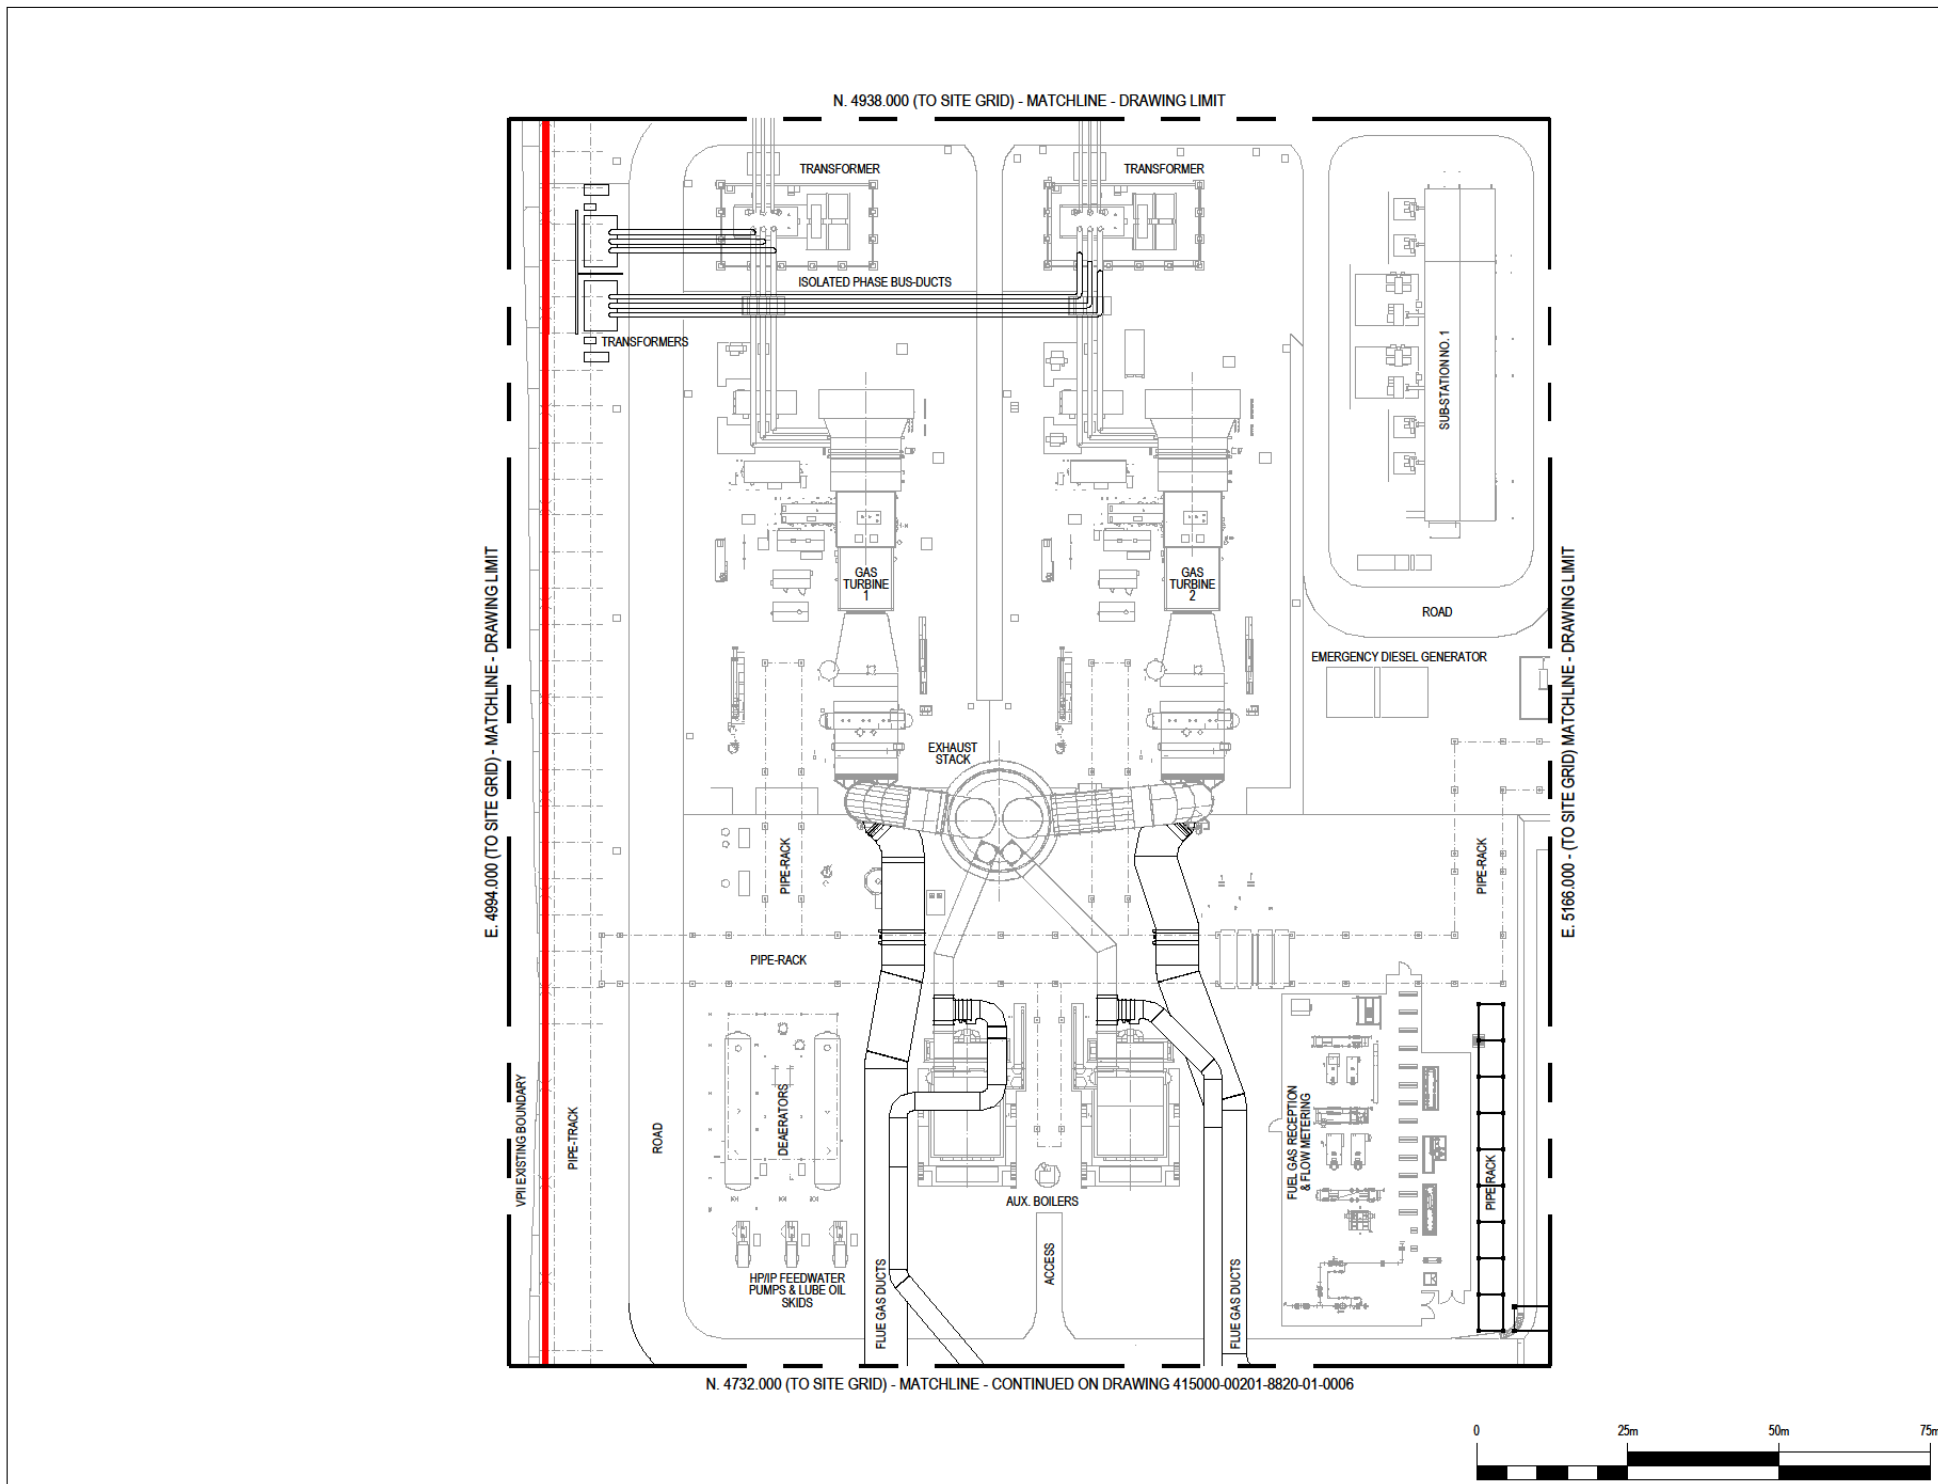 N. 4938.000 (TO SITE GRID) - MATCHLINE - DRAWING LIMIT
TRANSFORMER
TRANSFORMER
ISOLATED PHASE BUS-DUCTS
TRANSFORMERS
SUB-STATION NO. 1
GAS
TURBINE
1
GAS
TURBINE
2
ROAD
EMERGENCY DIESEL GENERATOR
E. 4994.000 (TO SITE GRID) - MATCHLINE - DRAWING LIMIT
E. 5166.000 - (TO SITE GRID) MATCHLINE - DRAWING LIMIT
EXHAUST
STACK
PIPE-RACK
PIPE-RACK
PIPE-RACK
VPII EXISTING BOUNDARY
PIPE-TRACK
ROAD
DEAERATORS
FUEL GAS RECEPTION
& FLOW METERING
PIPE RACK
AUX. BOILERS
ACCESS
HP/IP FEEDWATER
PUMPS & LUBE OIL
SKIDS
FLUE GAS DUCTS
FLUE GAS DUCTS
N. 4732.000 (TO SITE GRID) - MATCHLINE - CONTINUED ON DRAWING 415000-00201-8820-01-0006
0 25m 50m 75m